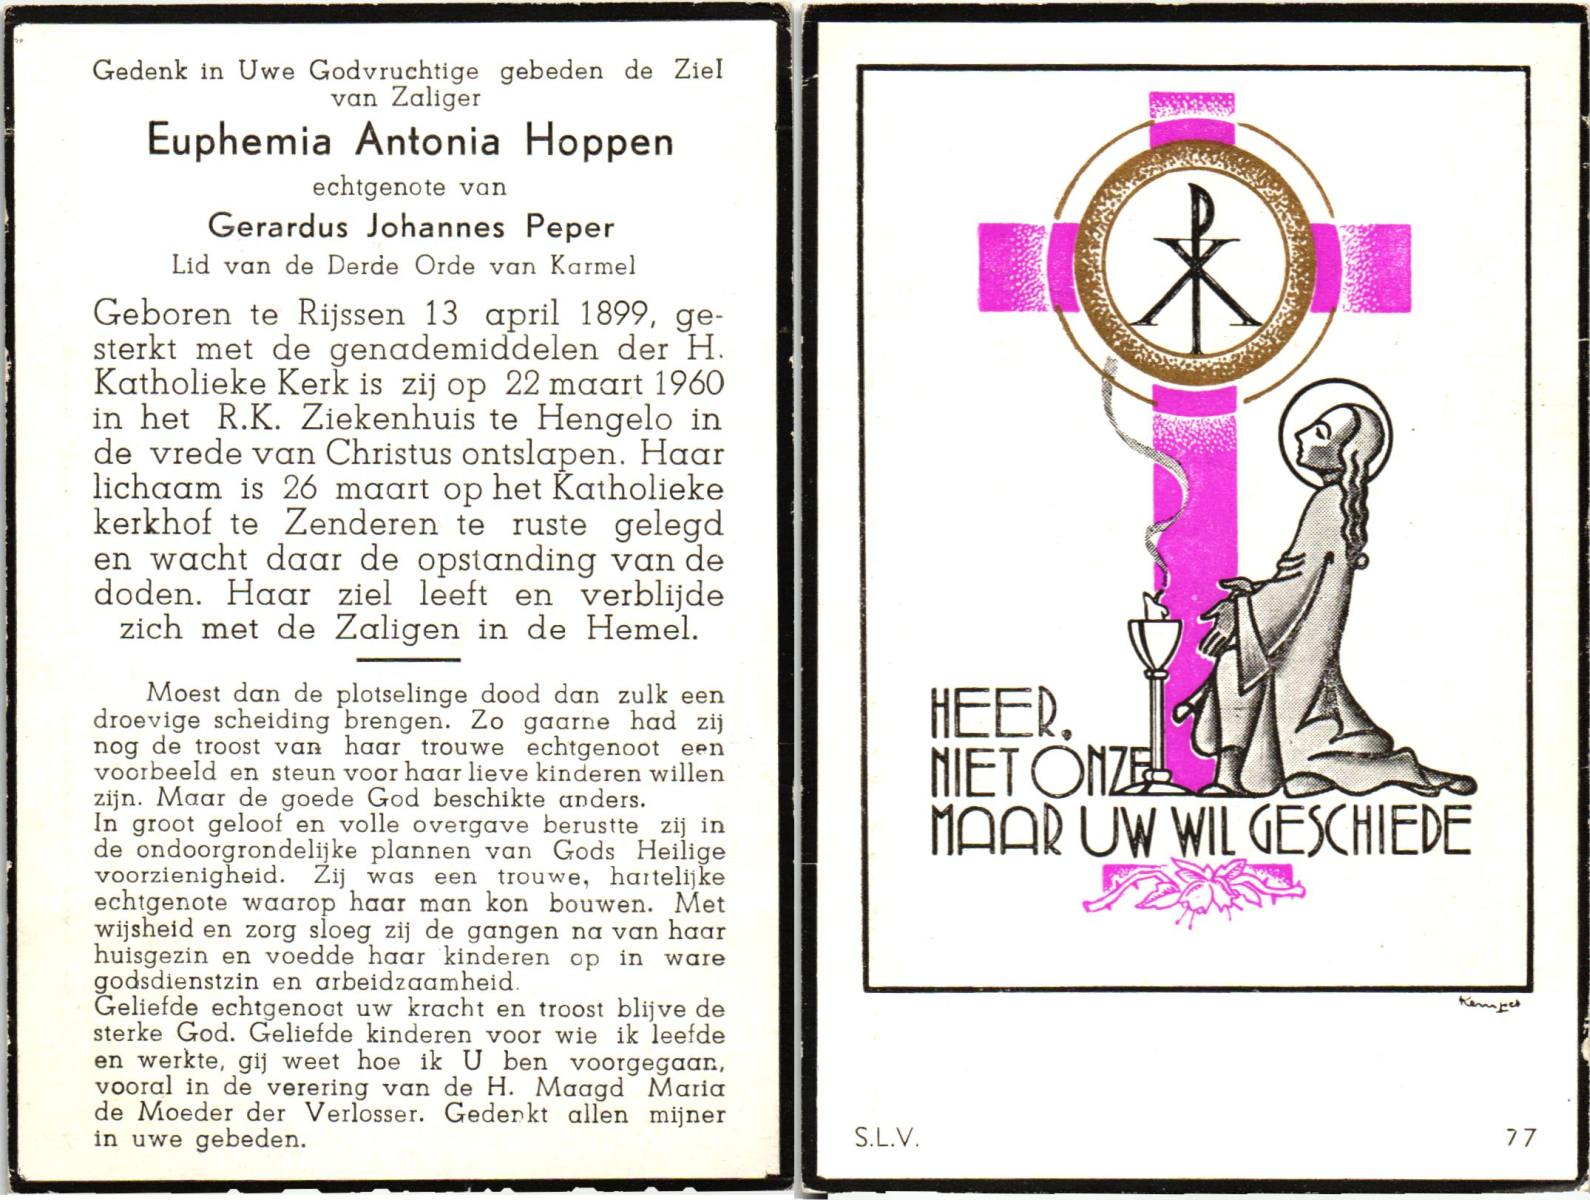 Gedenk in Uwe Godvruchtige gebeden de Ziel
van Zaliger
Euphemia Antonia Hoppen
echtgenote van
Gerardus Johannes Peper
Lid van de Derde Orde van Karmel
Geboren te Rijssen 13 april 1899, ge-
sterkt met de genademiddelen der H.
Katholieke Kerk is zij op 22 maart 1960
in het R.K. Ziekenhuis te Hengelo in
de vrede van Christus ontslapen. Haar
lichaam is 26 maart op het Katholieke
kerkhof te Zenderen te ruste gelegd
en wacht daar de opstanding van de
doden. Haar ziel leeft en verblijde
zich met de Zaligen in de Hemel.
Moest dan de plotselinge dood dan zulk een
droevige scheiding brengen. Zo gaarne had zij
nog de troost van haar trouwe echtgenoot een
voorbeeld en steun voor haar lieve kinderen willen
zijn. Maar de goede God beschikte anders.
In groot geloof en volle overgave berustte zij in
de ondoorgrondelijke plannen van Gods Heilige
voorzienigheid. Zij was een trouwe, hartelijke
echtgenote waarop haar man kon bouwen. Met
wijsheid en zorg sloeg zij de gangen na van haar
huisgezin en voedde haar kinderen op in ware
godsdienstzin en arbeidzaamheid.
Geliefde echtgenoot uw kracht en troost blijve de
sterke God. Geliefde kinderen voor wie ik leefde
en werkte, gij weet hoe ik U ben voorgegaan,
vooral in de verering van de H. Maagd Maria
de Moeder der Verlosser. Gedenkt allen mijner
in uwe gebeden.
HEER,
NIET ONZE
MAAR UW WIL GESCHIEDE
S.L.V.
77